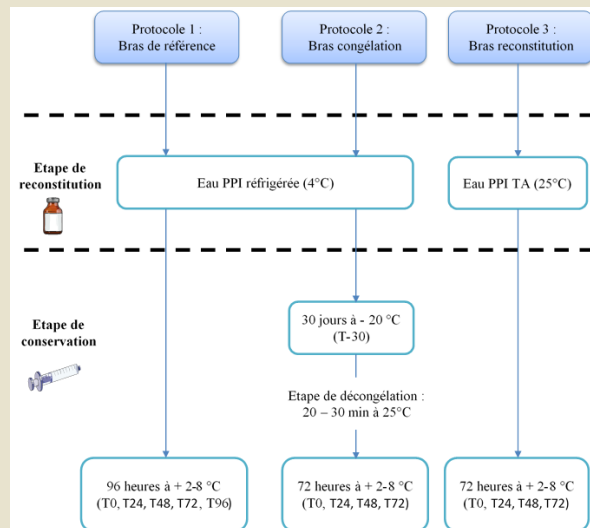 Protocole 1 :
Bras de référence
Protocole 2 :
Bras congélation
Protocole 3 :
Bras reconstitution
Etape de
reconstitution
Eau PPI réfrigérée (4°C)
Eau PPI TA (25°C)
Etape de
conservation
30 jours à - 20 °C
(T-30)
Etape de décongélation :
20 – 30 min à 25°C
96 heures à + 2-8 °C
(T0, T24, T48, T72, T96)
72 heures à + 2-8 °C
(T0, T24, T48, T72)
72 heures à + 2-8 °C
(T0, T24, T48, T72)